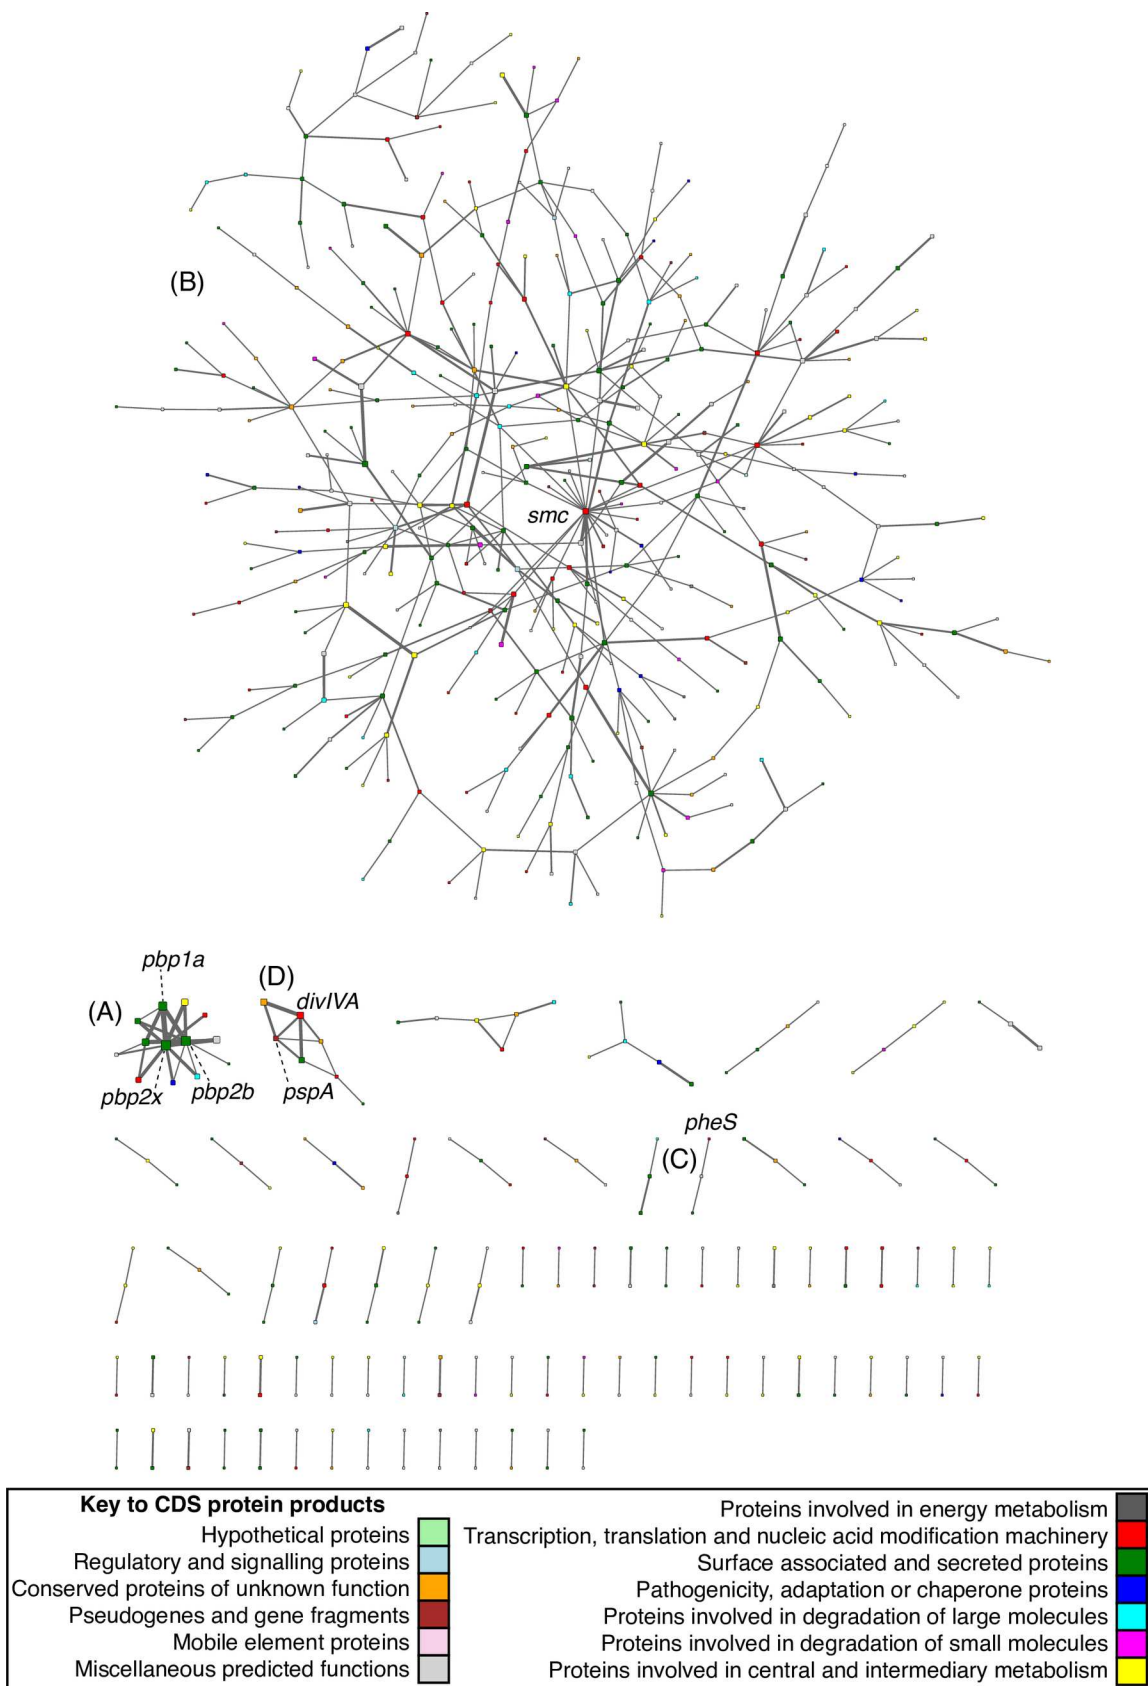 (B)
smc
pbp1a
(D)
divIVA
(A)
pbp2x
pbp2b
pspA
pheS
(C)
Key to CDS protein products
Hypothetical proteins
Regulatory and signalling proteins
Conserved proteins of unknown function
Pseudogenes and gene fragments
Mobile element proteins
Miscellaneous predicted functions
Proteins involved in energy metabolism
Transcription, translation and nucleic acid modification machinery
Surface associated and secreted proteins
Pathogenicity, adaptation or chaperone proteins
Proteins involved in degradation of large molecules
Proteins involved in degradation of small molecules
Proteins involved in central and intermediary metabolism